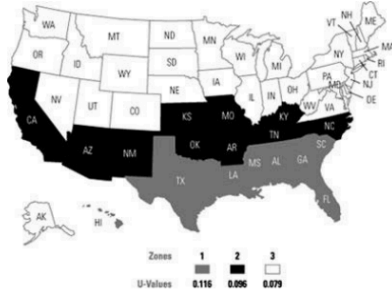 WA
MT
ND
MN
VT
NH
ME
OR
ID
SD
WI
MI
NY
MA
RI
CT
WY
IA
PA
NJ
NE
OH
MD
DE
NV
UT
CO
IL
IN
WV
VA
CA
KS
MO
KY
NC
AZ
NM
OK
AR
TN
SC
TX
LA
MS
AL
GA
FL
AK
HI
Zones 1 2 3
U-Values 0.116 0.096 0.079